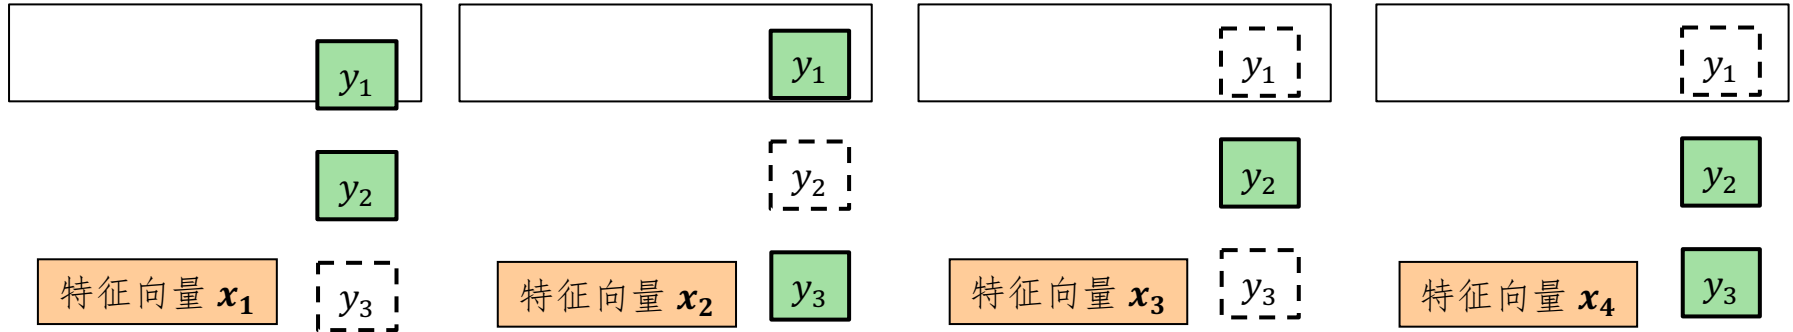 y₁
y₂
特征向量 x₁
y₃
y₁
y₂
特征向量 x₂
y₃
y₁
y₂
特征向量 x₃
y₃
y₁
y₂
特征向量 x₄
y₃